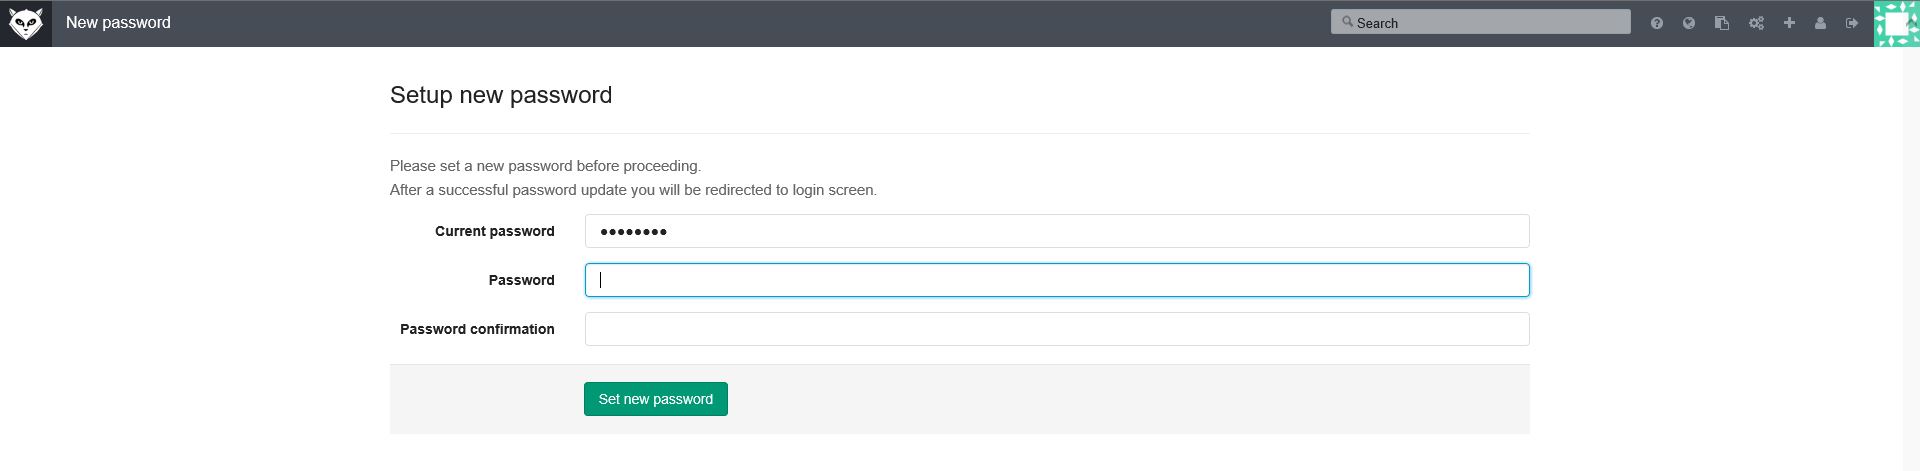 New password
Search
Setup new password
Please set a new password before proceeding.
After a successful password update you will be redirected to login screen.
Current password ••••••••
Password
Password confirmation
Set new password